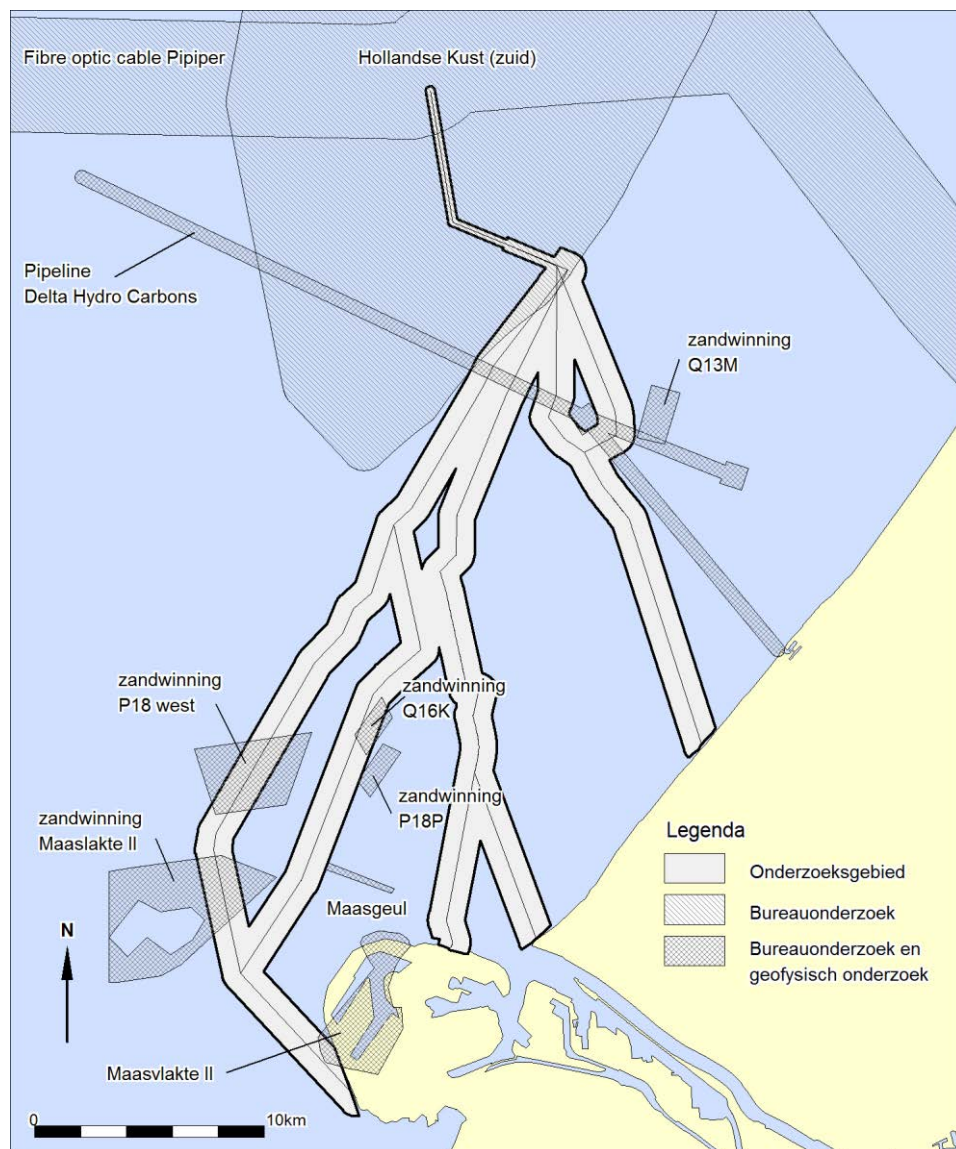 Fibre optic cable Pipiper
Hollandse Kust (zuid)
Pipeline
Delta Hydro Carbons
zandwinning
Q13M
zandwinning
P18 west
zandwinning
Q16K
zandwinning
P18P
zandwinning
Maaslakte II
Maasgeul
Maasvlakte II
N
0
10km
Legenda
Onderzoeksgebied
Bureauonderzoek
Bureauonderzoek en
geofysisch onderzoek